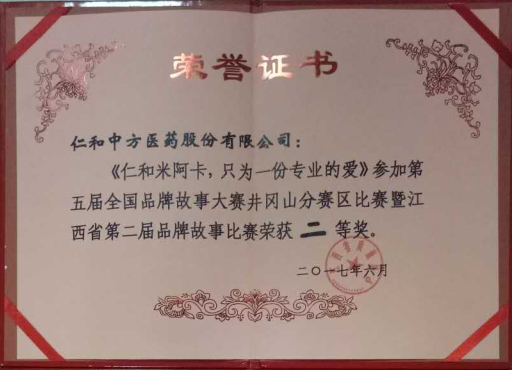 荣誉证书
仁和中方医药股份有限公司：
《仁和米阿卡，只为一份专业的爱》参加第
五届全国品牌故事大赛井冈山分赛区比赛暨江
西省第二届品牌故事比赛荣获 二 等奖。
二〇一七年六月